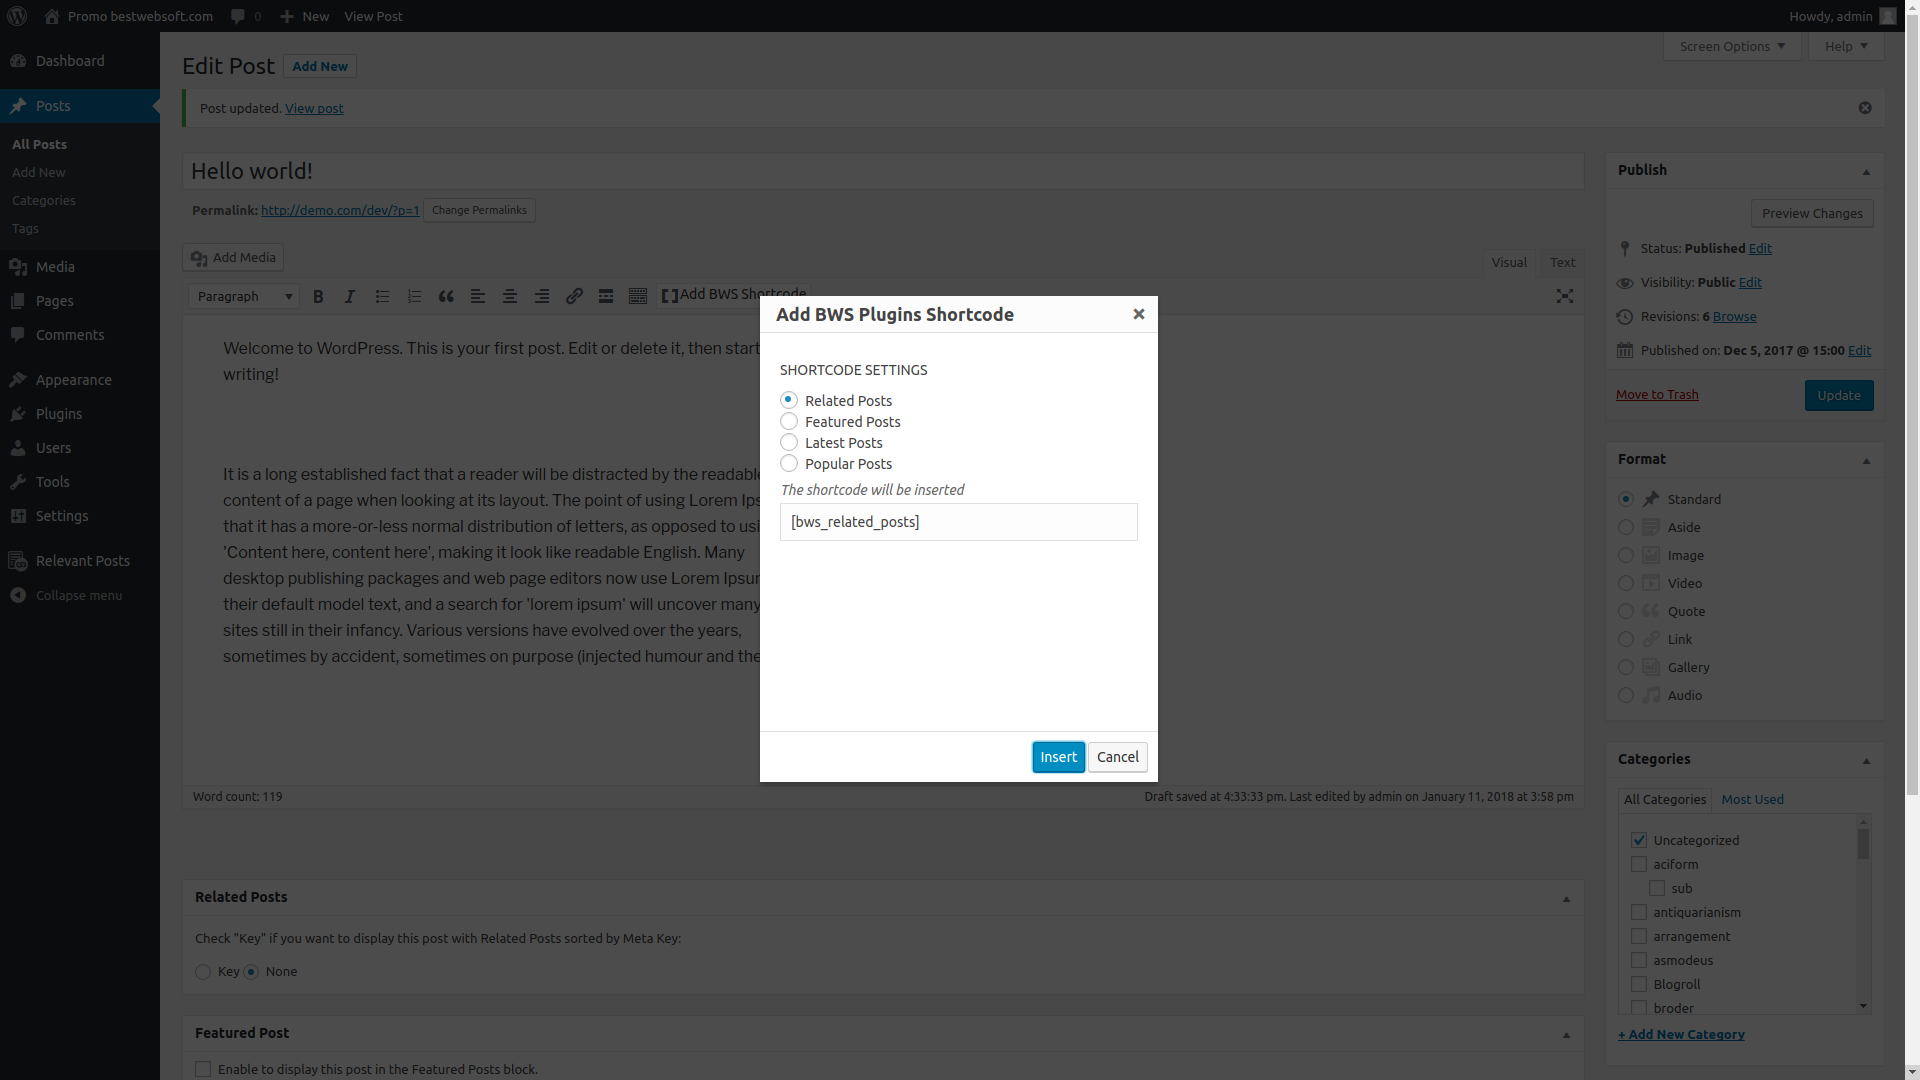 Promo bestwebsoft.com
0
New
View Post
Howdy, admin
Dashboard
Posts
All Posts
Add New
Categories
Tags
Media
Pages
Comments
Appearance
Plugins
Users
Tools
Settings
Relevant Posts
Collapse menu
Screen Options
Help
Edit Post
Add New
Post updated. View post
Hello world!
Permalink: http://demo.com/dev/?p=1
Change Permalinks
Add Media
Visual
Text
Paragraph
Add BWS Shortcode
Welcome to WordPress. This is your first post. Edit or delete it, then start
writing!
It is a long established fact that a reader will be distracted by the readable
content of a page when looking at its layout. The point of using Lorem
that it has a more-or-less normal distribution of letters, as opposed to
'Content here, content here', making it look like readable English. Many
desktop publishing packages and web page editors now use Lorem
their default model text, and a search for 'lorem ipsum' will uncover many
sites still in their infancy. Various versions have evolved over the years,
sometimes by accident, sometimes on purpose (injected humour and the
Word count: 119
Draft saved at 4:33:33 pm. Last edited by admin on January 11, 2018 at 3:58 pm
Add BWS Plugins Shortcode
SHORTCODE SETTINGS
Related Posts
Featured Posts
Latest Posts
Popular Posts
The shortcode will be inserted
[bws_related_posts]
Insert
Cancel
Related Posts
Check "Key" if you want to display this post with Related Posts sorted by Meta Key:
Key
None
Featured Post
Enable to display this post in the Featured Posts block.
Publish
Preview Changes
Status: Published Edit
Visibility: Public Edit
Revisions: 6 Browse
Published on: Dec 5, 2017 @ 15:00 Edit
Move to Trash
Update
Format
Standard
Aside
Image
Video
Quote
Link
Gallery
Audio
Categories
All Categories
Most Used
Uncategorized
aciform
sub
antiquarianism
arrangement
asmodeus
Blogroll
broder
+ Add New Category